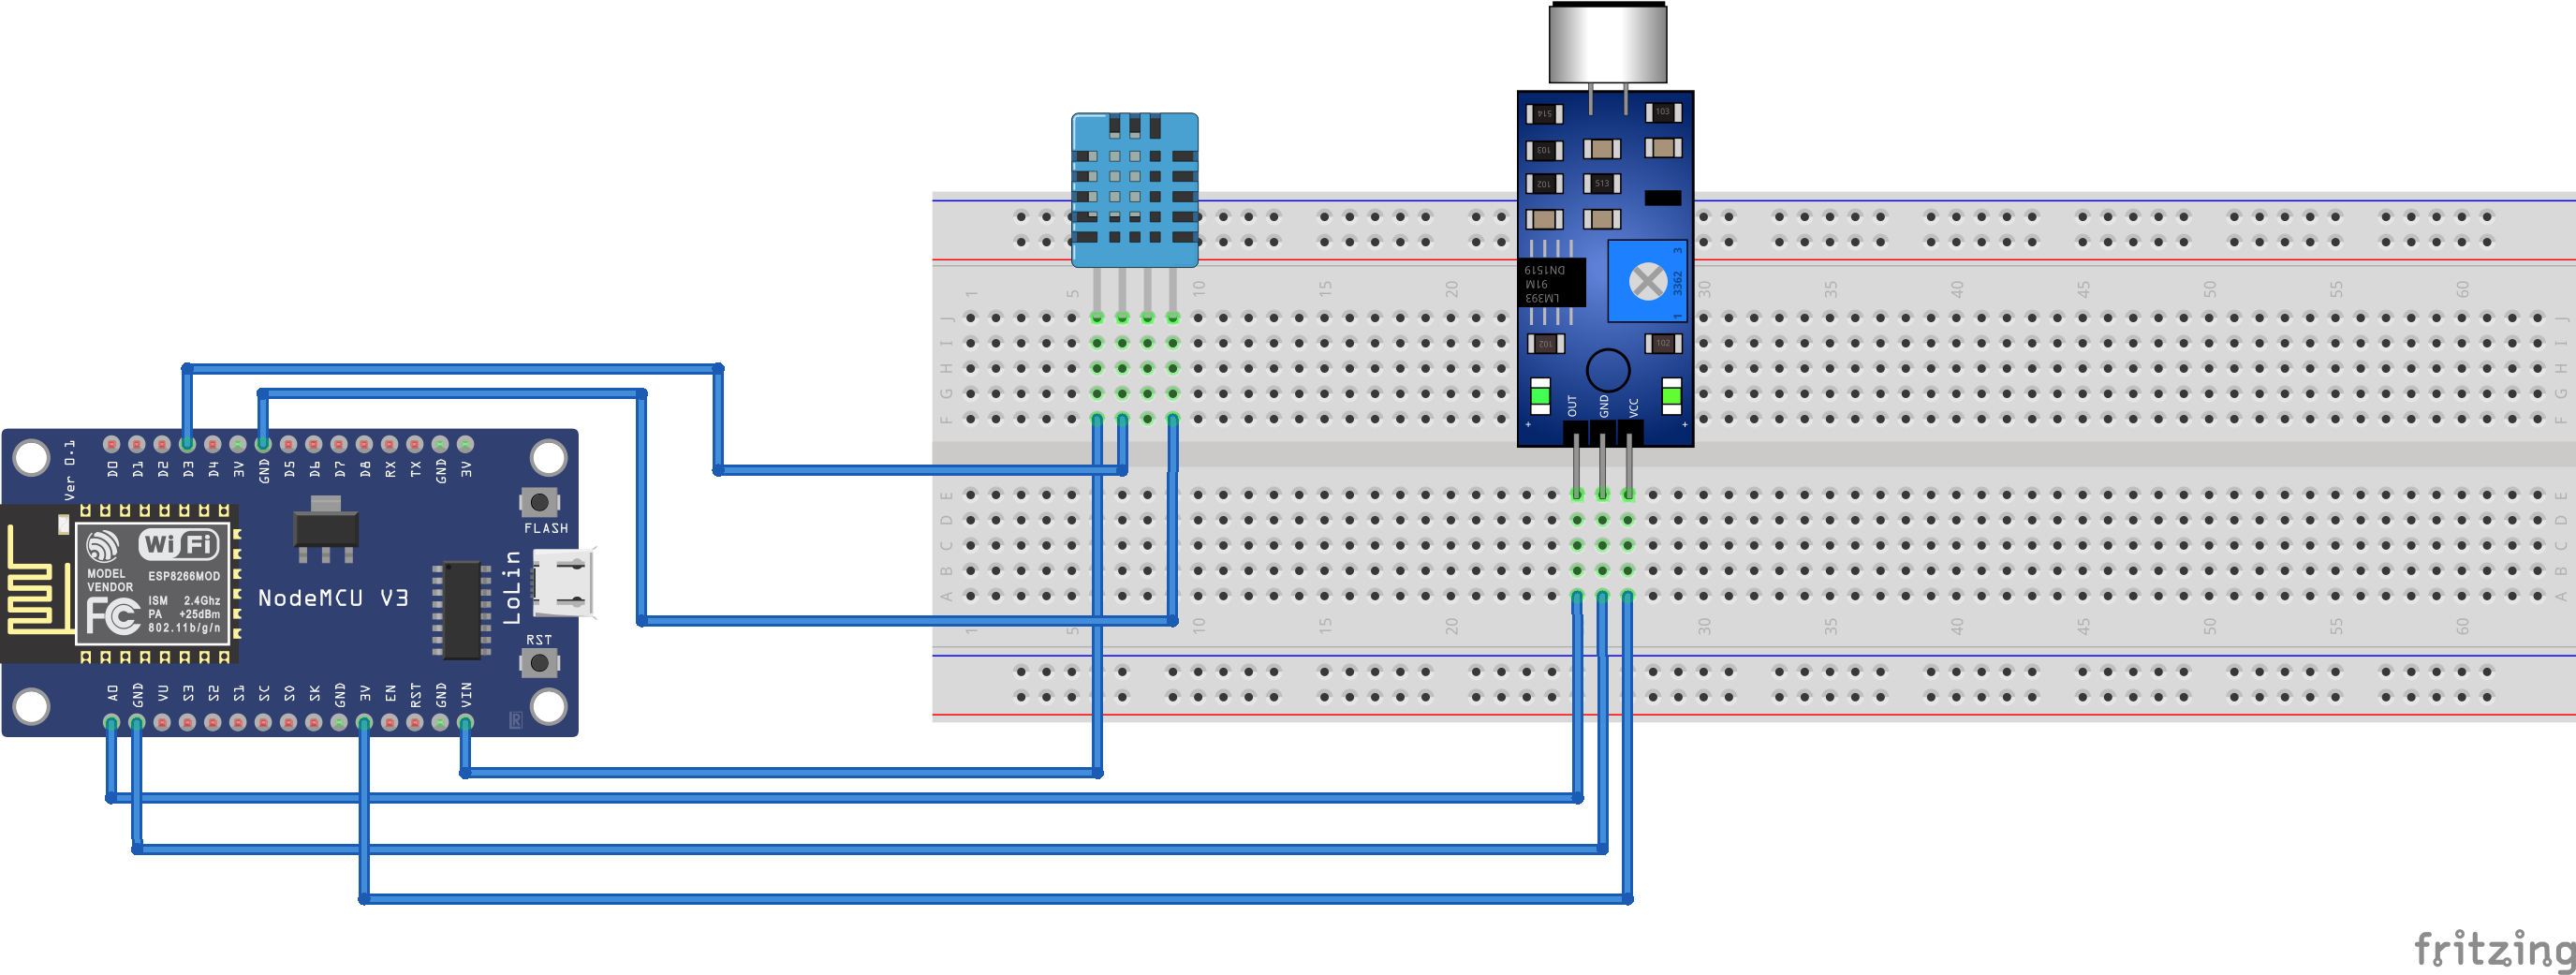 514
103
103
102
513
DN1519
91M
LM393
3
3362
1
102
102
OUT
GND
VCC
+
+
1
5
10
15
20
30
35
40
45
50
55
60
J
J
I
I
H
H
G
G
F
F
E
E
D
D
C
C
B
B
A
A
1
5
10
15
20
30
35
40
45
50
55
60
Ver 0.1
D0
D1
D2
D3
D4
3V
GND
D5
D6
D7
D8
RX
TX
GND
3V
FLASH
Wi Fi
MODEL
VENDOR
ESP8266MOD
FC
ISM 2.4Ghz
PA +25dBm
802.11b/g/n
NodeMCU V3
LoLin
RST
A0
GND
VU
S3
S2
S1
SC
S0
SK
GND
3V
EN
RST
GND
VIN
R
fritzing